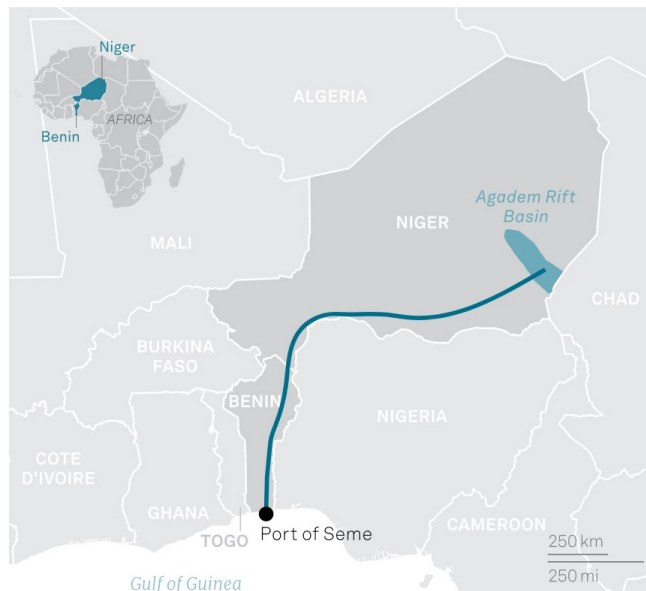 Niger
AFRICA
Benin
ALGERIA
Agadem Rift
Basin
NIGER
MALI
CHAD
BURKINA
FASO
BENIN
NIGERIA
COTE
D'IVOIRE
GHANA
TOGO
Port of Seme
CAMEROON
250 km
250 mi
Gulf of Guinea